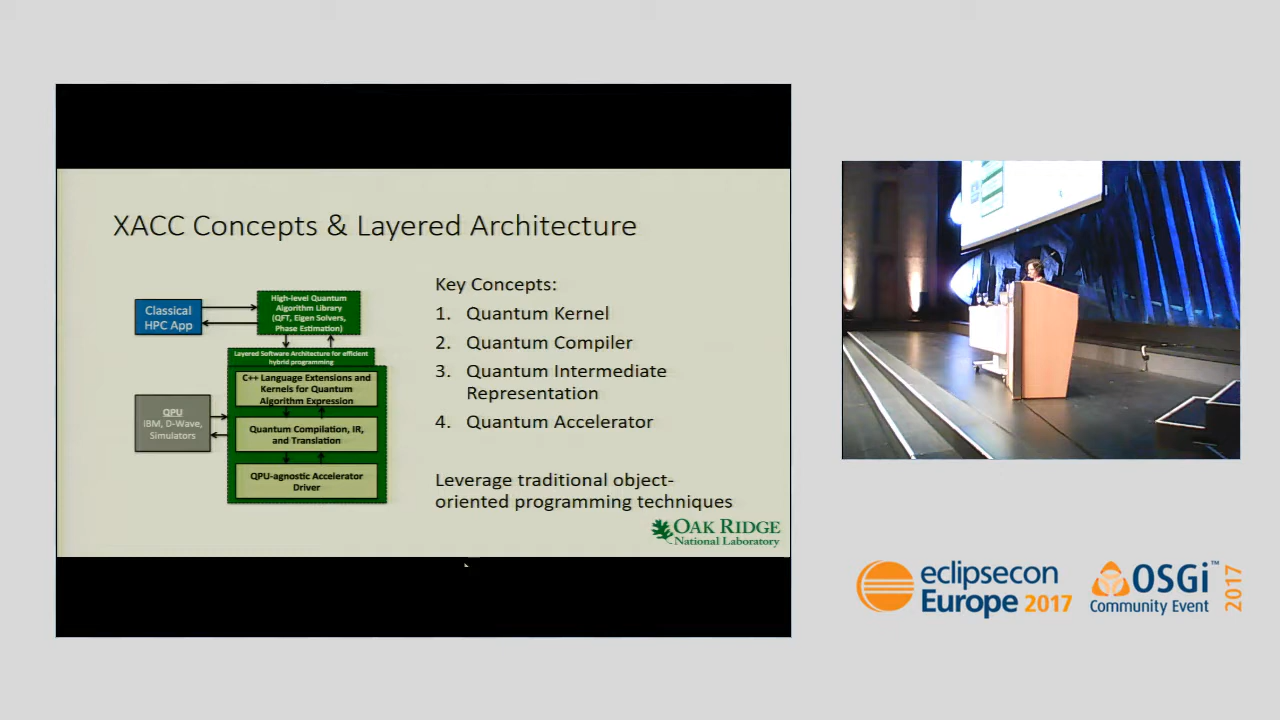 XACC Concepts & Layered Architecture
Classical
HPC App
High-level Quantum
Algorithm Library
(QFT, Eigen Solvers,
Phase Estimation)
Layered Software Architecture for efficient
hybrid programming
C++ Language Extensions and
Kernels for Quantum
Algorithm Expression
QPU
IBM, D-Wave,
Simulators
Quantum Compilation, IR,
and Translation
QPU-agnostic Accelerator
Driver
Key Concepts:
1. Quantum Kernel
2. Quantum Compiler
3. Quantum Intermediate
Representation
4. Quantum Accelerator
Leverage traditional object-
oriented programming techniques
OAK RIDGE
National Laboratory
eclipsecon
Europe 2017
OSGi™
Community Event
2017